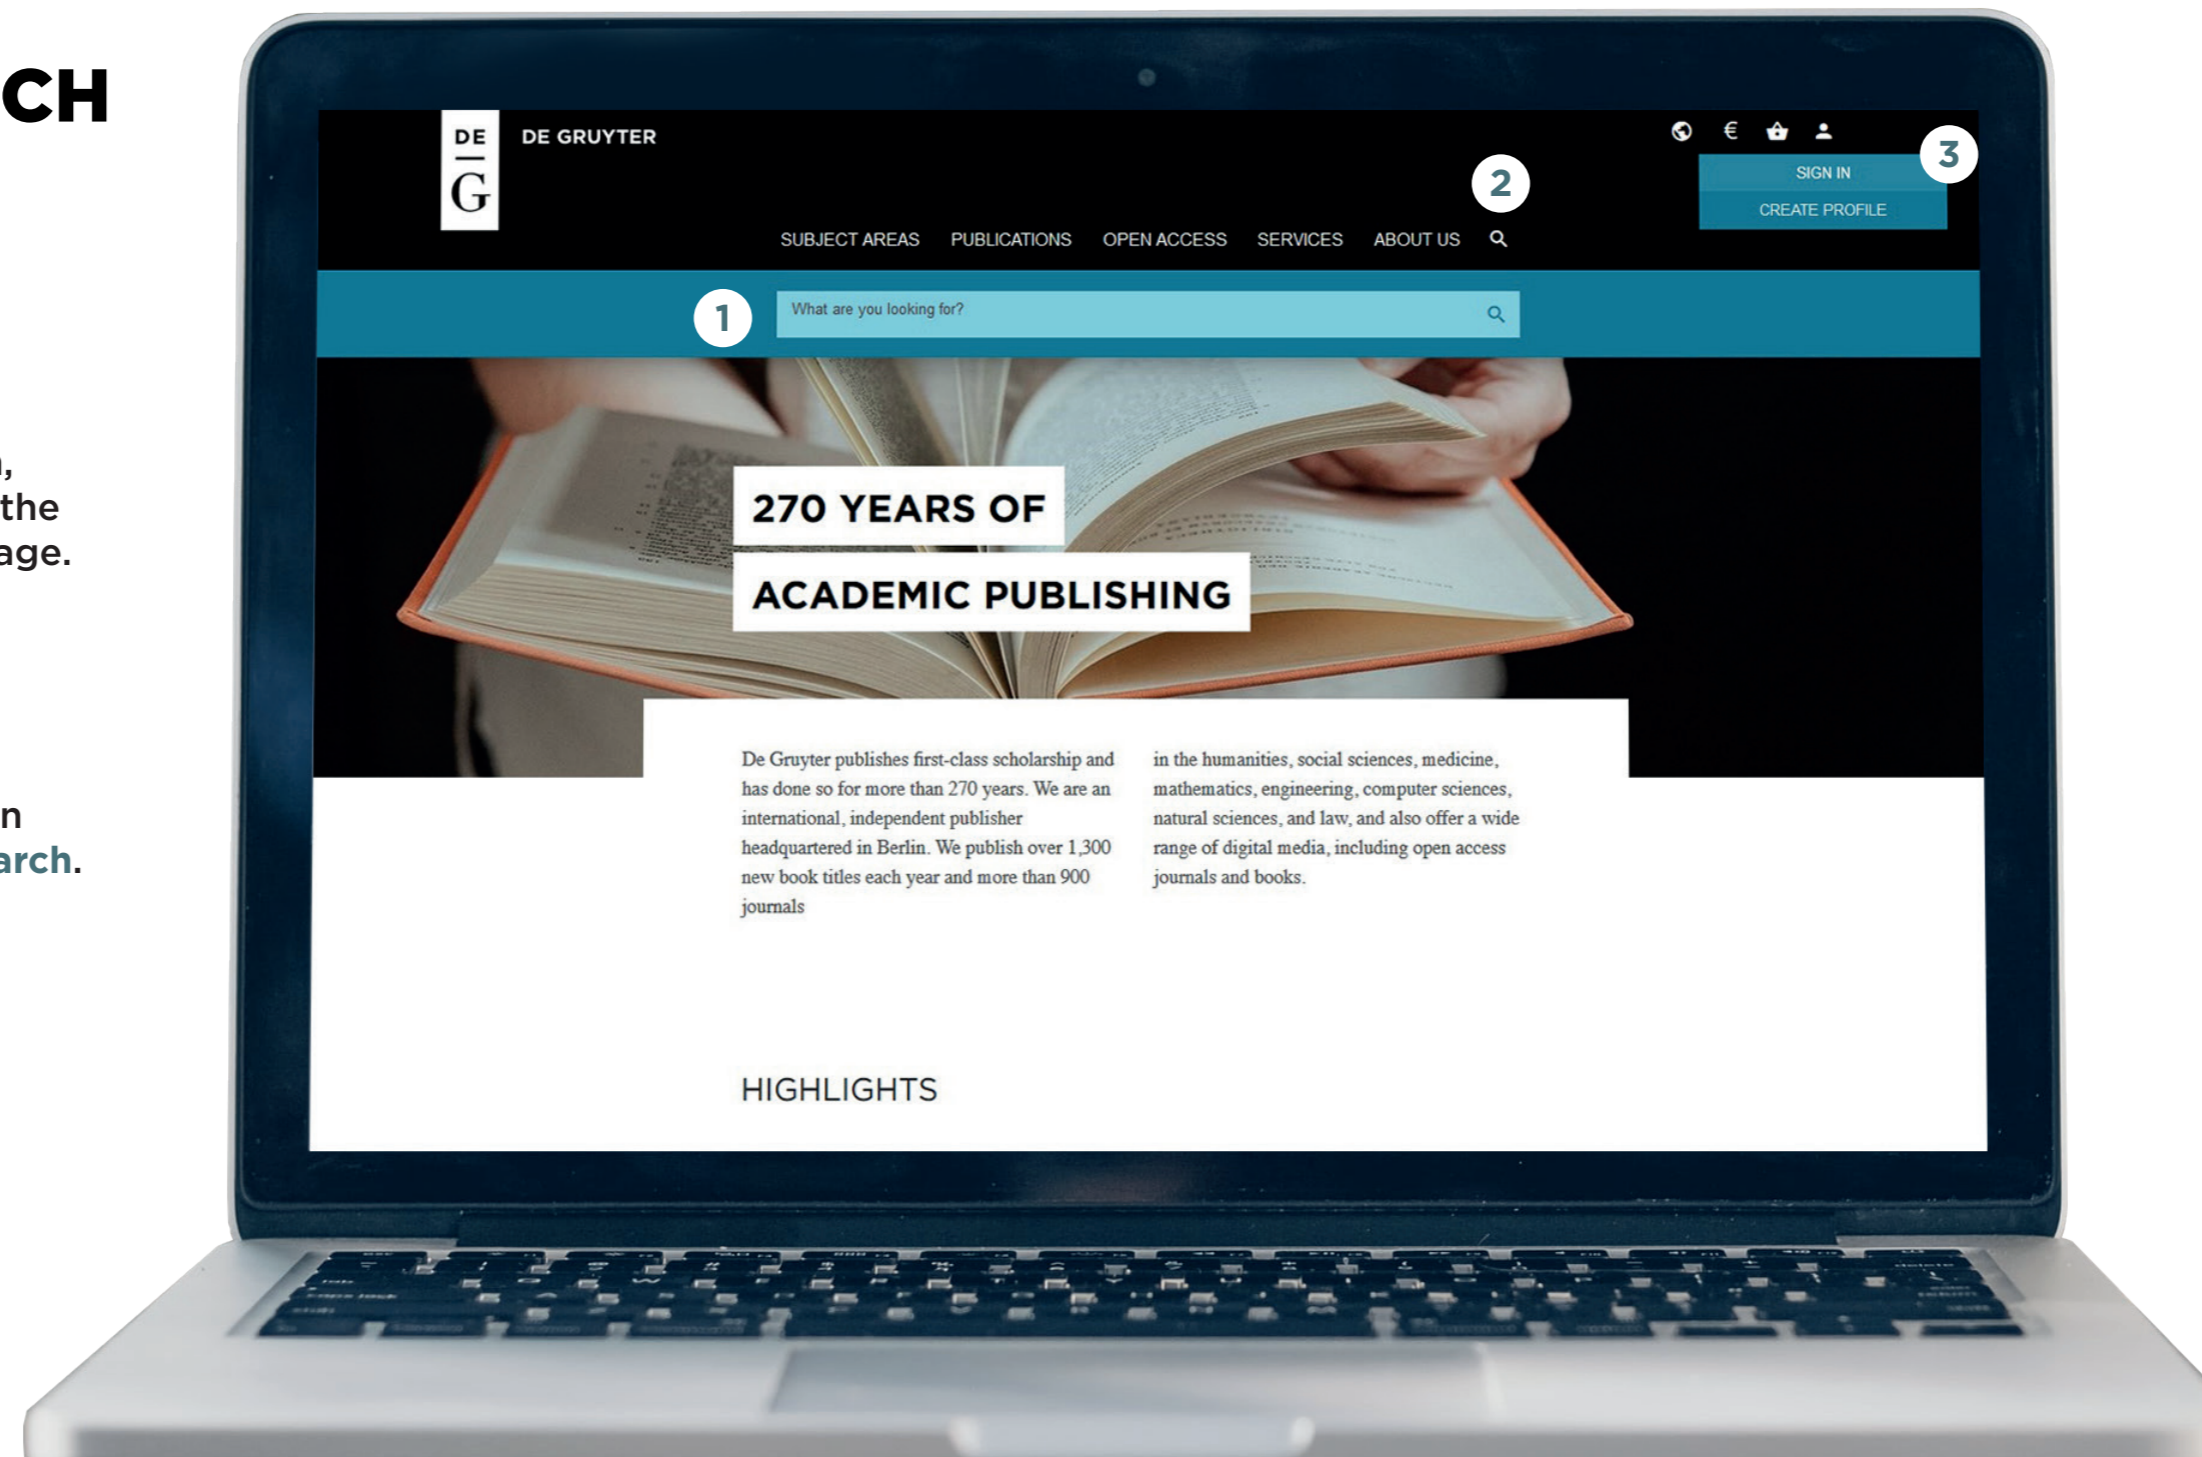 CH
the
age.
n
arch.
DE
G
DE GRUYTER
€
SIGN IN
CREATE PROFILE
3
2
SUBJECT AREAS PUBLICATIONS OPEN ACCESS SERVICES ABOUT US
1
What are you looking for?
270 YEARS OF
ACADEMIC PUBLISHING
De Gruyter publishes first-class scholarship and
has done so for more than 270 years. We are an
international, independent publisher
headquartered in Berlin. We publish over 1,300
new book titles each year and more than 900
journals
in the humanities, social sciences, medicine,
mathematics, engineering, computer sciences,
natural sciences, and law, and also offer a wide
range of digital media, including open access
journals and books.
HIGHLIGHTS